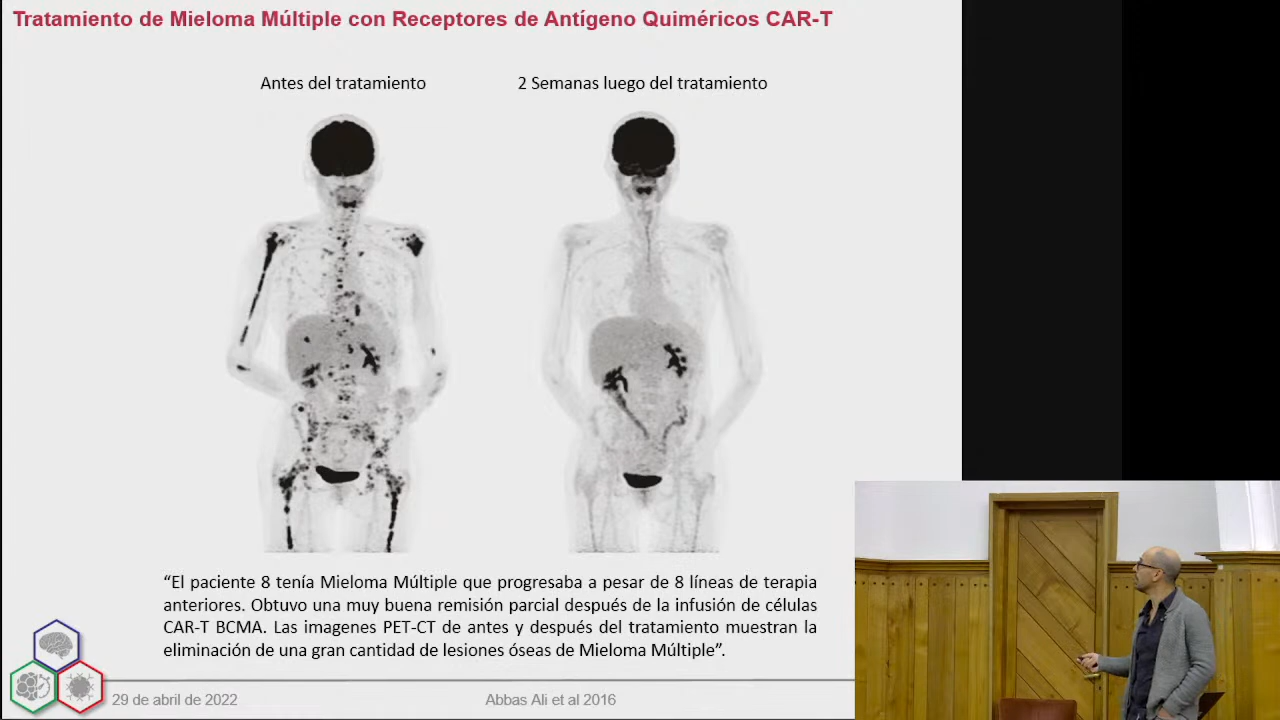 Tratamiento de Mieloma Múltiple con Receptores de Antígeno Quiméricos CAR-T
Antes del tratamiento
2 Semanas luego del tratamiento
“El paciente 8 tenía Mieloma Múltiple que progresaba a pesar de 8 líneas de terapia
anteriores. Obtuvo una muy buena remisión parcial después de la infusión de células
CAR-T BCMA. Las imagenes PET-CT de antes y después del tratamiento muestran la
eliminación de una gran cantidad de lesiones óseas de Mieloma Múltiple”.
29 de abril de 2022
Abbas Ali et al 2016